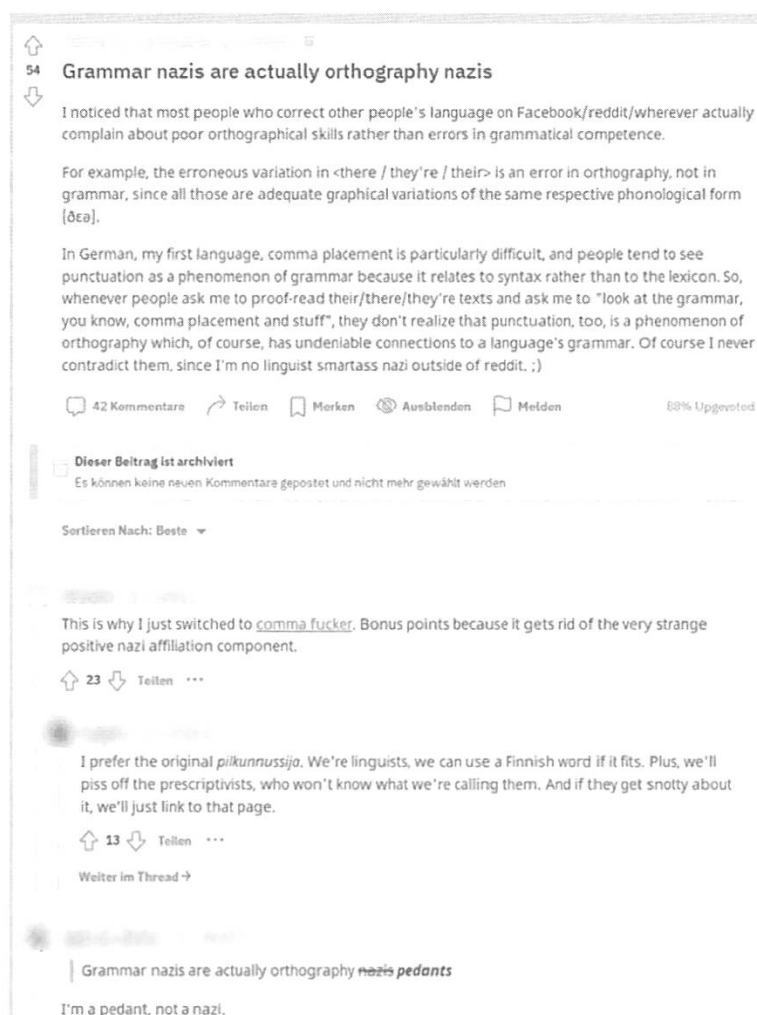 54
Grammar nazis are actually orthography nazis
I noticed that most people who correct other people's language on Facebook/reddit/wherever actually
complain about poor orthographical skills rather than errors in grammatical competence.
For example, the erroneous variation in <there / they're / their> is an error in orthography, not in
grammar, since all those are adequate graphical variations of the same respective phonological form
[ðɛə].
In German, my first language, comma placement is particularly difficult, and people tend to see
punctuation as a phenomenon of grammar because it relates to syntax rather than to the lexicon. So,
whenever people ask me to proof-read their/there/they're texts and ask me to "look at the grammar,
you know, comma placement and stuff", they don't realize that punctuation, too, is a phenomenon of
orthography which, of course, has undeniable connections to a language's grammar. Of course I never
contradict them, since I'm no linguist smartass nazi outside of reddit. ;)
42 Kommentare Teilen Merken Ausblenden Melden 88% Upgevoted
Dieser Beitrag ist archiviert
Es können keine neuen Kommentare gepostet und nicht mehr gewählt werden
Sortieren Nach: Beste
This is why I just switched to comma fucker. Bonus points because it gets rid of the very strange
positive nazi affiliation component.
23 Teilen ···
I prefer the original pilkunnussija. We're linguists, we can use a Finnish word if it fits. Plus, we'll
piss off the prescriptivists, who won't know what we're calling them. And if they get snotty about
it, we'll just link to that page.
13 Teilen ···
Weiter im Thread →
Grammar nazis are actually orthography nazis pedants
I'm a pedant, not a nazi.